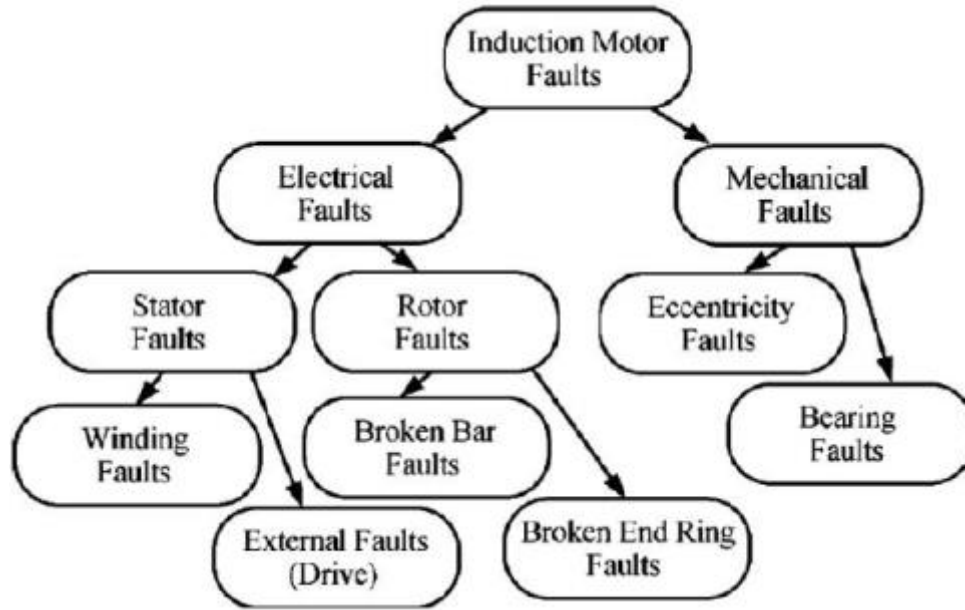 Induction Motor
Faults
Electrical
Faults
Mechanical
Faults
Stator
Faults
Rotor
Faults
Eccentricity
Faults
Winding
Faults
Broken Bar
Faults
Bearing
Faults
External Faults
(Drive)
Broken End Ring
Faults